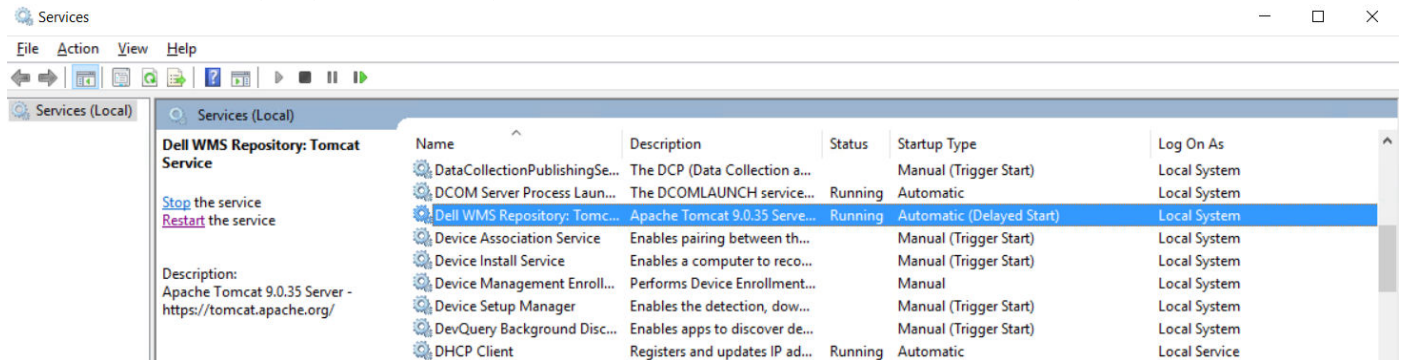 Services
File Action View Help
Services (Local)
Services (Local)
Dell WMS Repository: Tomcat
Service
Stop the service
Restart the service
Description:
Apache Tomcat 9.0.35 Server -
https://tomcat.apache.org/
Name Description Status Startup Type Log On As
DataCollectionPublishingSe... The DCP (Data Collection a... Manual (Trigger Start) Local System
DCOM Server Process Laun... The DCOMLAUNCH service... Running Automatic Local System
Dell WMS Repository: Tomc... Apache Tomcat 9.0.35 Serve... Running Automatic (Delayed Start) Local System
Device Association Service Enables pairing between th... Manual (Trigger Start) Local System
Device Install Service Enables a computer to reco... Manual (Trigger Start) Local System
Device Management Enroll... Performs Device Enrollment... Manual Local System
Device Setup Manager Enables the detection, dow... Manual (Trigger Start) Local System
DevQuery Background Disc... Enables apps to discover de... Manual (Trigger Start) Local System
DHCP Client Registers and updates IP ad... Running Automatic Local Service